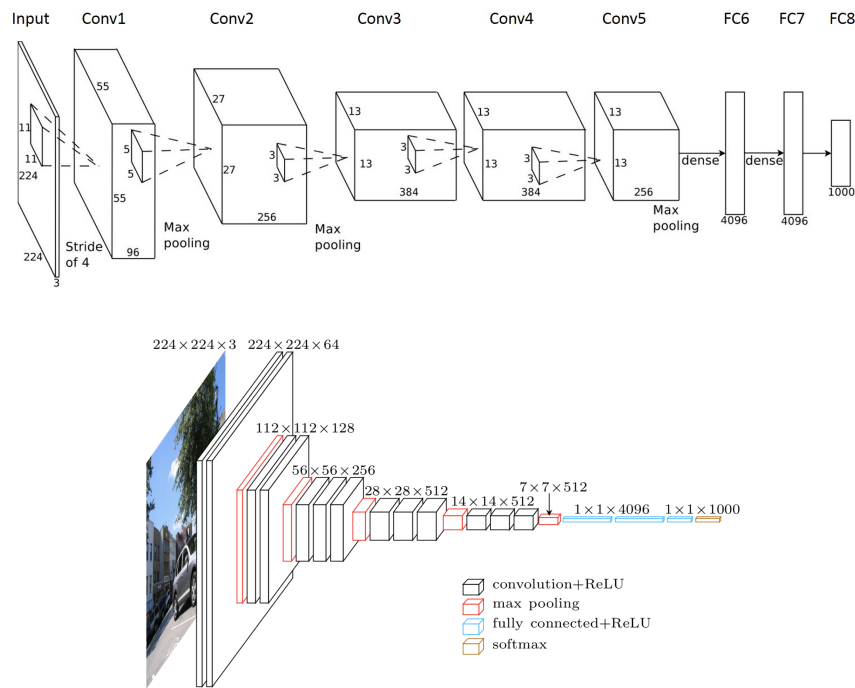 Input Conv1 Conv2 Conv3 Conv4 Conv5 FC6 FC7 FC8
55
27
13
13
13
11
11
224
224
3
Stride
of 4
5
5
55
96
Max
pooling
3
3
27
256
Max
pooling
3
3
13
384
3
3
13
384
13
256
Max
pooling
dense
4096
dense
4096
1000
224×224×3
224×224×64
112×112×128
56×56×256
28×28×512
14×14×512
7×7×512
1×1×4096
1×1×1000
convolution+ReLU
max pooling
fully connected+ReLU
softmax